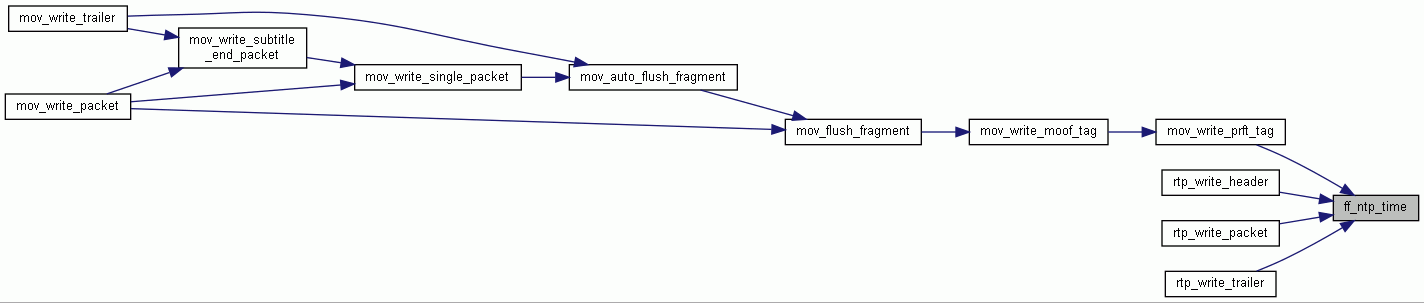 mov_write_trailer
mov_write_subtitle
_end_packet
mov_write_single_packet
mov_auto_flush_fragment
mov_write_packet
mov_flush_fragment
mov_write_moof_tag
mov_write_prft_tag
rtp_write_header
ff_ntp_time
rtp_write_packet
rtp_write_trailer